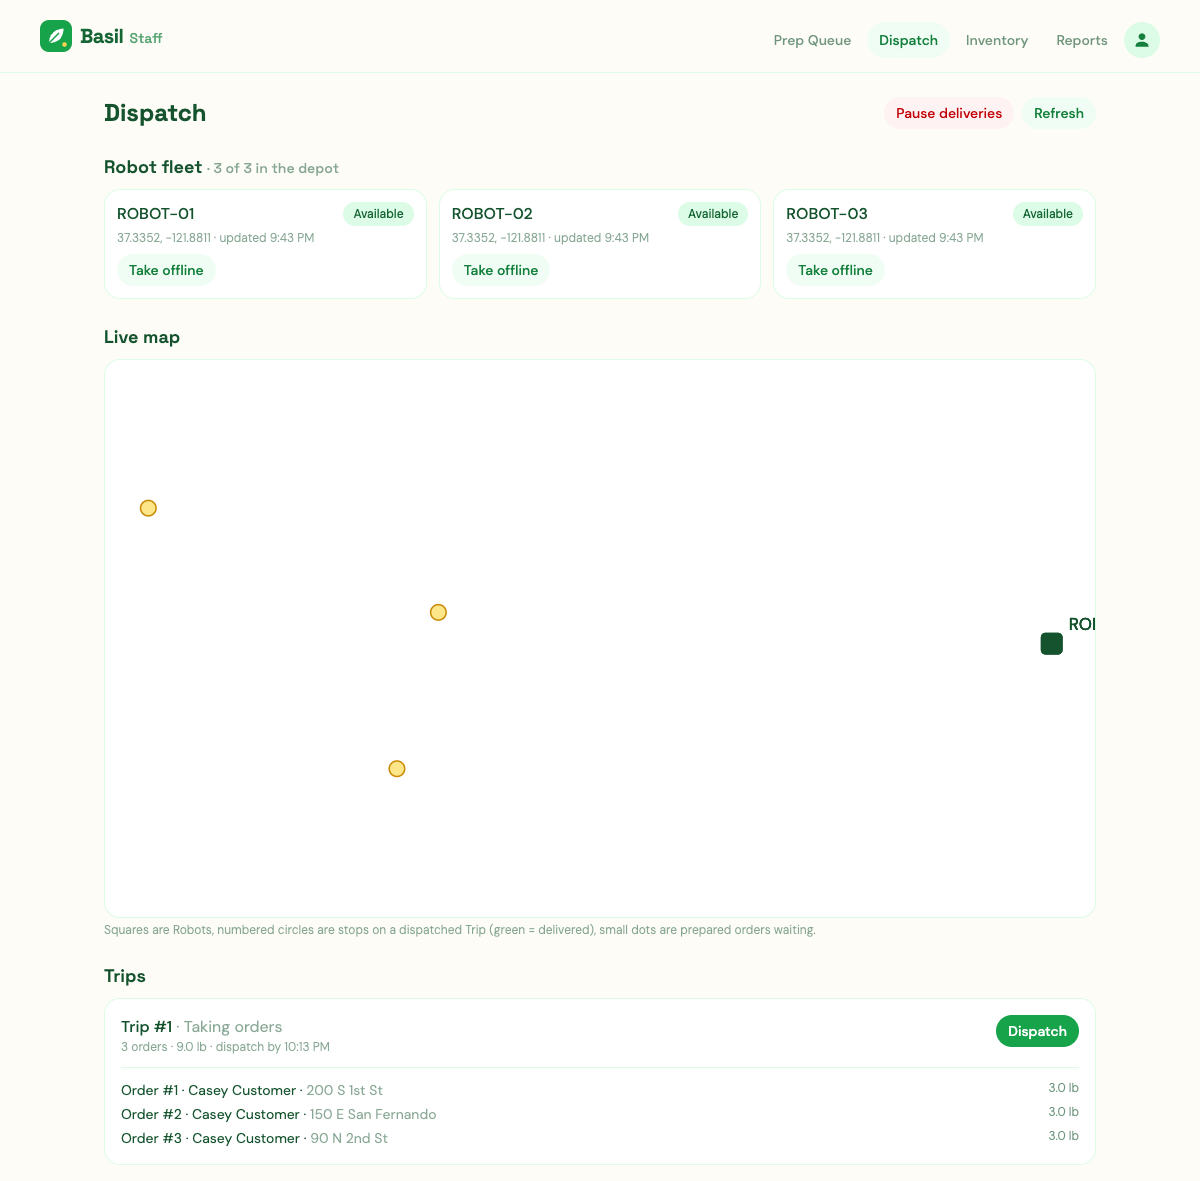 Basil Staff
Prep Queue
Dispatch
Inventory
Reports
Dispatch
Pause deliveries
Refresh
Robot fleet · 3 of 3 in the depot
ROBOT-01
Available
37.3352, -121.8811 · updated 9:43 PM
Take offline
ROBOT-02
Available
37.3352, -121.8811 · updated 9:43 PM
Take offline
ROBOT-03
Available
37.3352, -121.8811 · updated 9:43 PM
Take offline
Live map
Squares are Robots, numbered circles are stops on a dispatched Trip (green = delivered), small dots are prepared orders waiting.
Trips
Trip #1 · Taking orders
Dispatch
3 orders · 9.0 lb · dispatch by 10:13 PM
Order #1 · Casey Customer · 200 S 1st St
3.0 lb
Order #2 · Casey Customer · 150 E San Fernando
3.0 lb
Order #3 · Casey Customer · 90 N 2nd St
3.0 lb